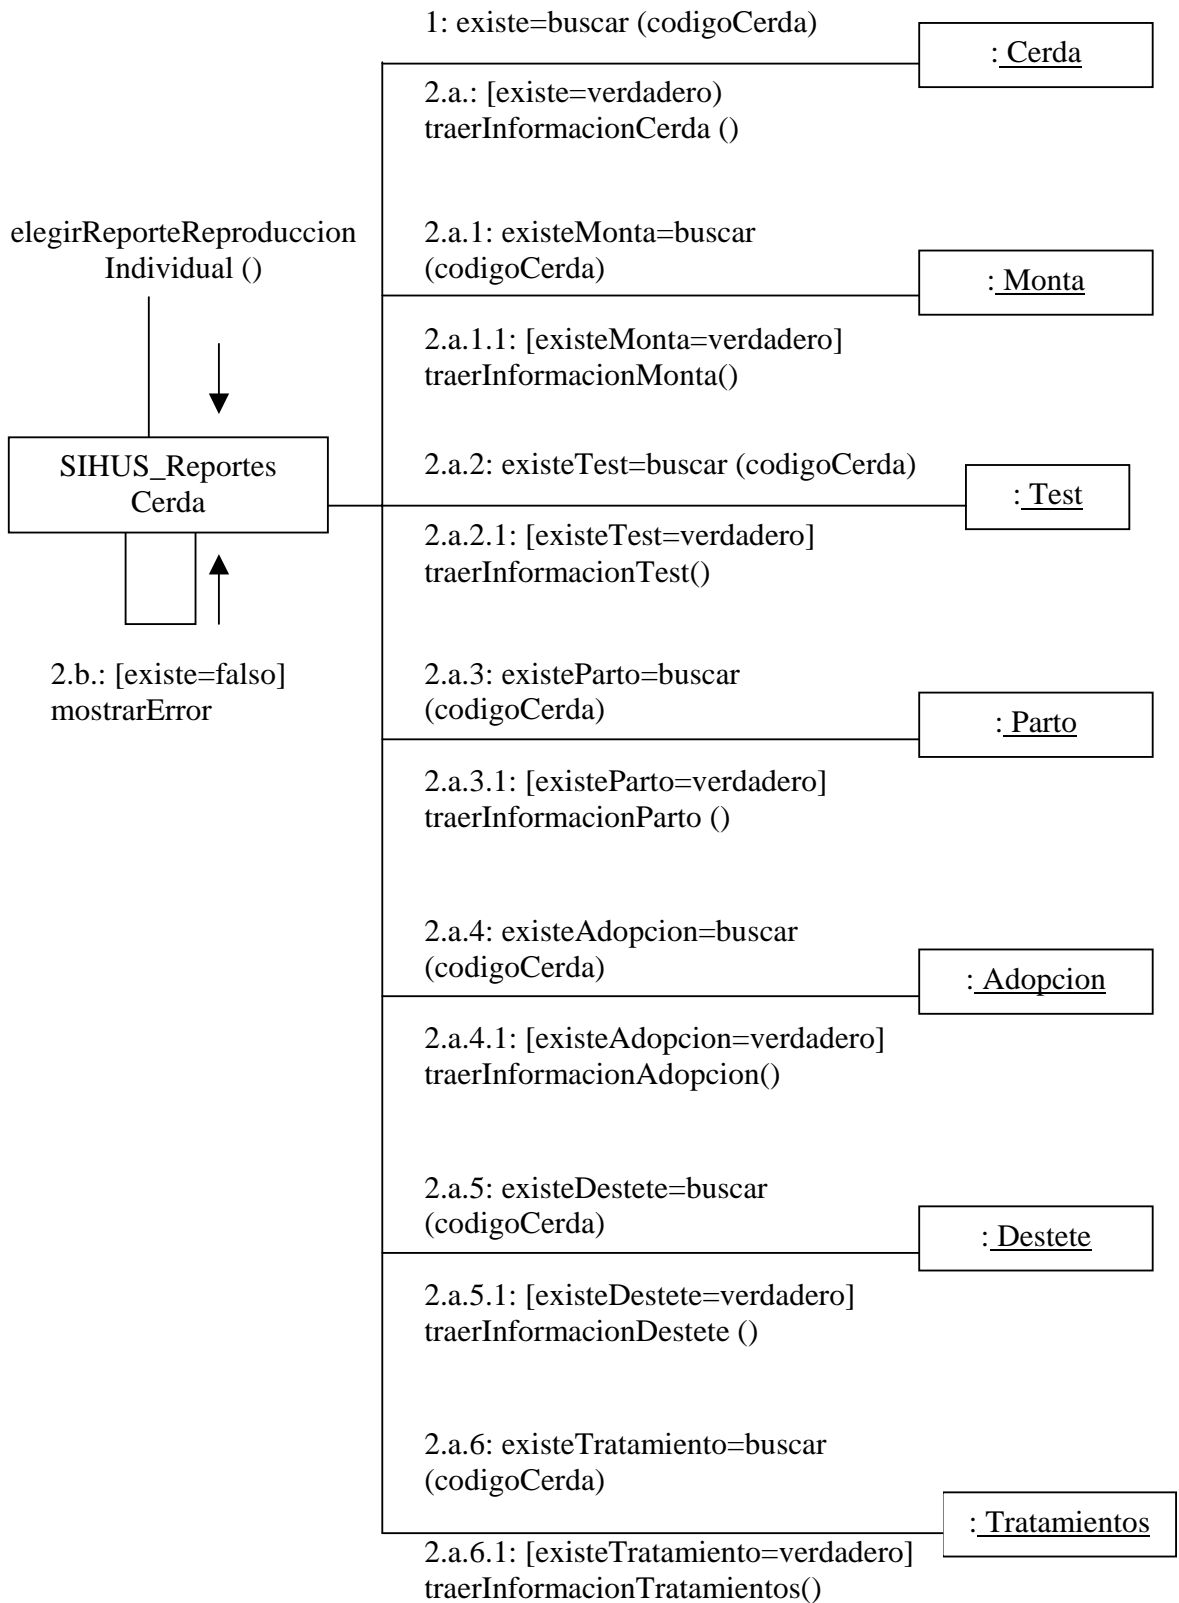 1: existe=buscar (codigoCerda)
: Cerda
2.a.: [existe=verdadero)
traerInformacionCerda ()
elegirReporteReproduccion
Individual ()
2.a.1: existeMonta=buscar
(codigoCerda)
: Monta
2.a.1.1: [existeMonta=verdadero]
traerInformacionMonta()
SIHUS_Reportes
Cerda
2.a.2: existeTest=buscar (codigoCerda)
: Test
2.a.2.1: [existeTest=verdadero]
traerInformacionTest()
2.b.: [existe=falso]
mostrarError
2.a.3: existeParto=buscar
(codigoCerda)
: Parto
2.a.3.1: [existeParto=verdadero]
traerInformacionParto ()
2.a.4: existeAdopcion=buscar
(codigoCerda)
: Adopcion
2.a.4.1: [existeAdopcion=verdadero]
traerInformacionAdopcion()
2.a.5: existeDestete=buscar
(codigoCerda)
: Destete
2.a.5.1: [existeDestete=verdadero]
traerInformacionDestete ()
2.a.6: existeTratamiento=buscar
(codigoCerda)
: Tratamientos
2.a.6.1: [existeTratamiento=verdadero]
traerInformacionTratamientos()